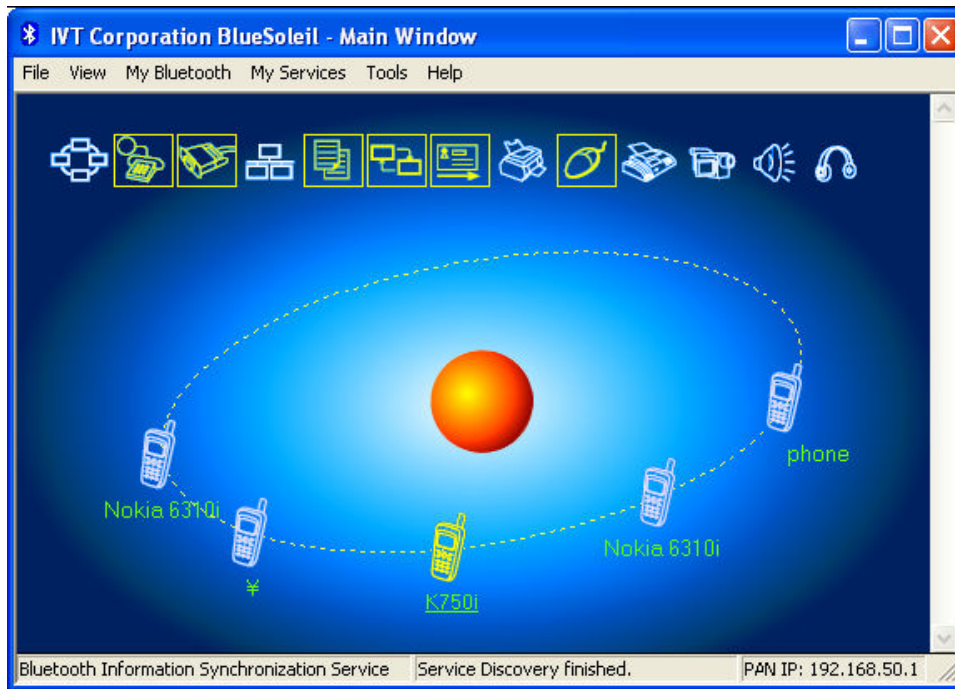 IVT Corporation BlueSoleil - Main Window
File View My Bluetooth My Services Tools Help
phone
Nokia 6310i
Nokia 6310i
¥
K750i
Bluetooth Information Synchronization Service Service Discovery finished. PAN IP: 192.168.50.1